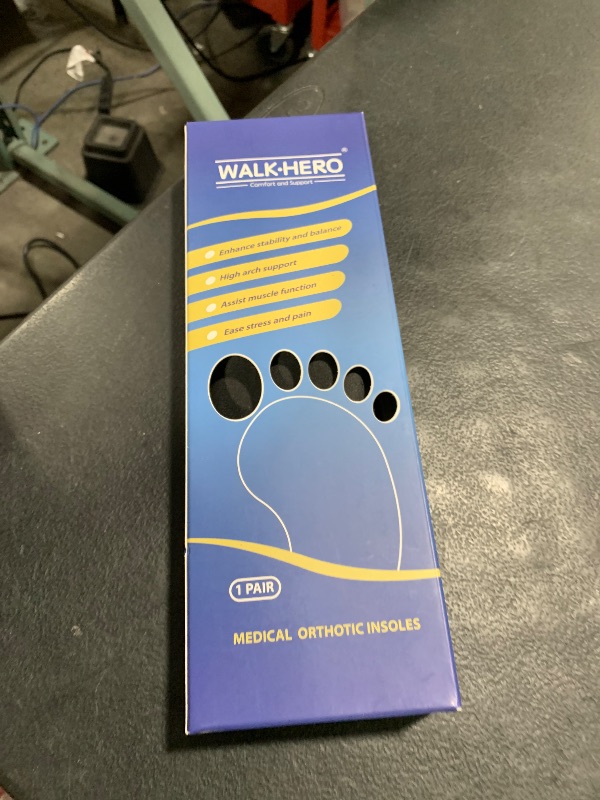 WALK·HERO®
Comfort and Support
Enhance stability and balance
High arch support
Assist muscle function
Ease stress and pain
1 PAIR
MEDICAL ORTHOTIC INSOLES